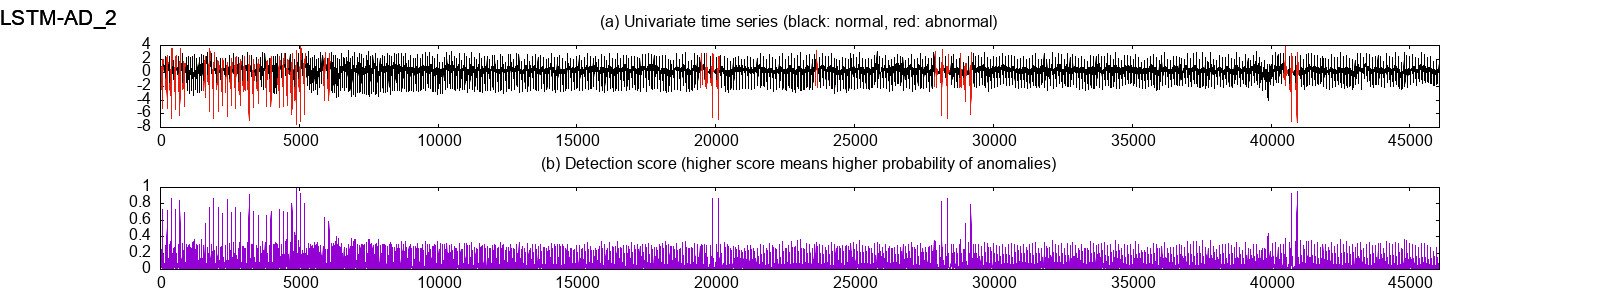 LSTM-AD_2
(a) Univariate time series (black: normal, red: abnormal)
4
2
0
-2
-4
-6
-8
0 5000 10000 15000 20000 25000 30000 35000 40000 45000
(b) Detection score (higher score means higher probability of anomalies)
1
0.8
0.6
0.4
0.2
0
0 5000 10000 15000 20000 25000 30000 35000 40000 45000